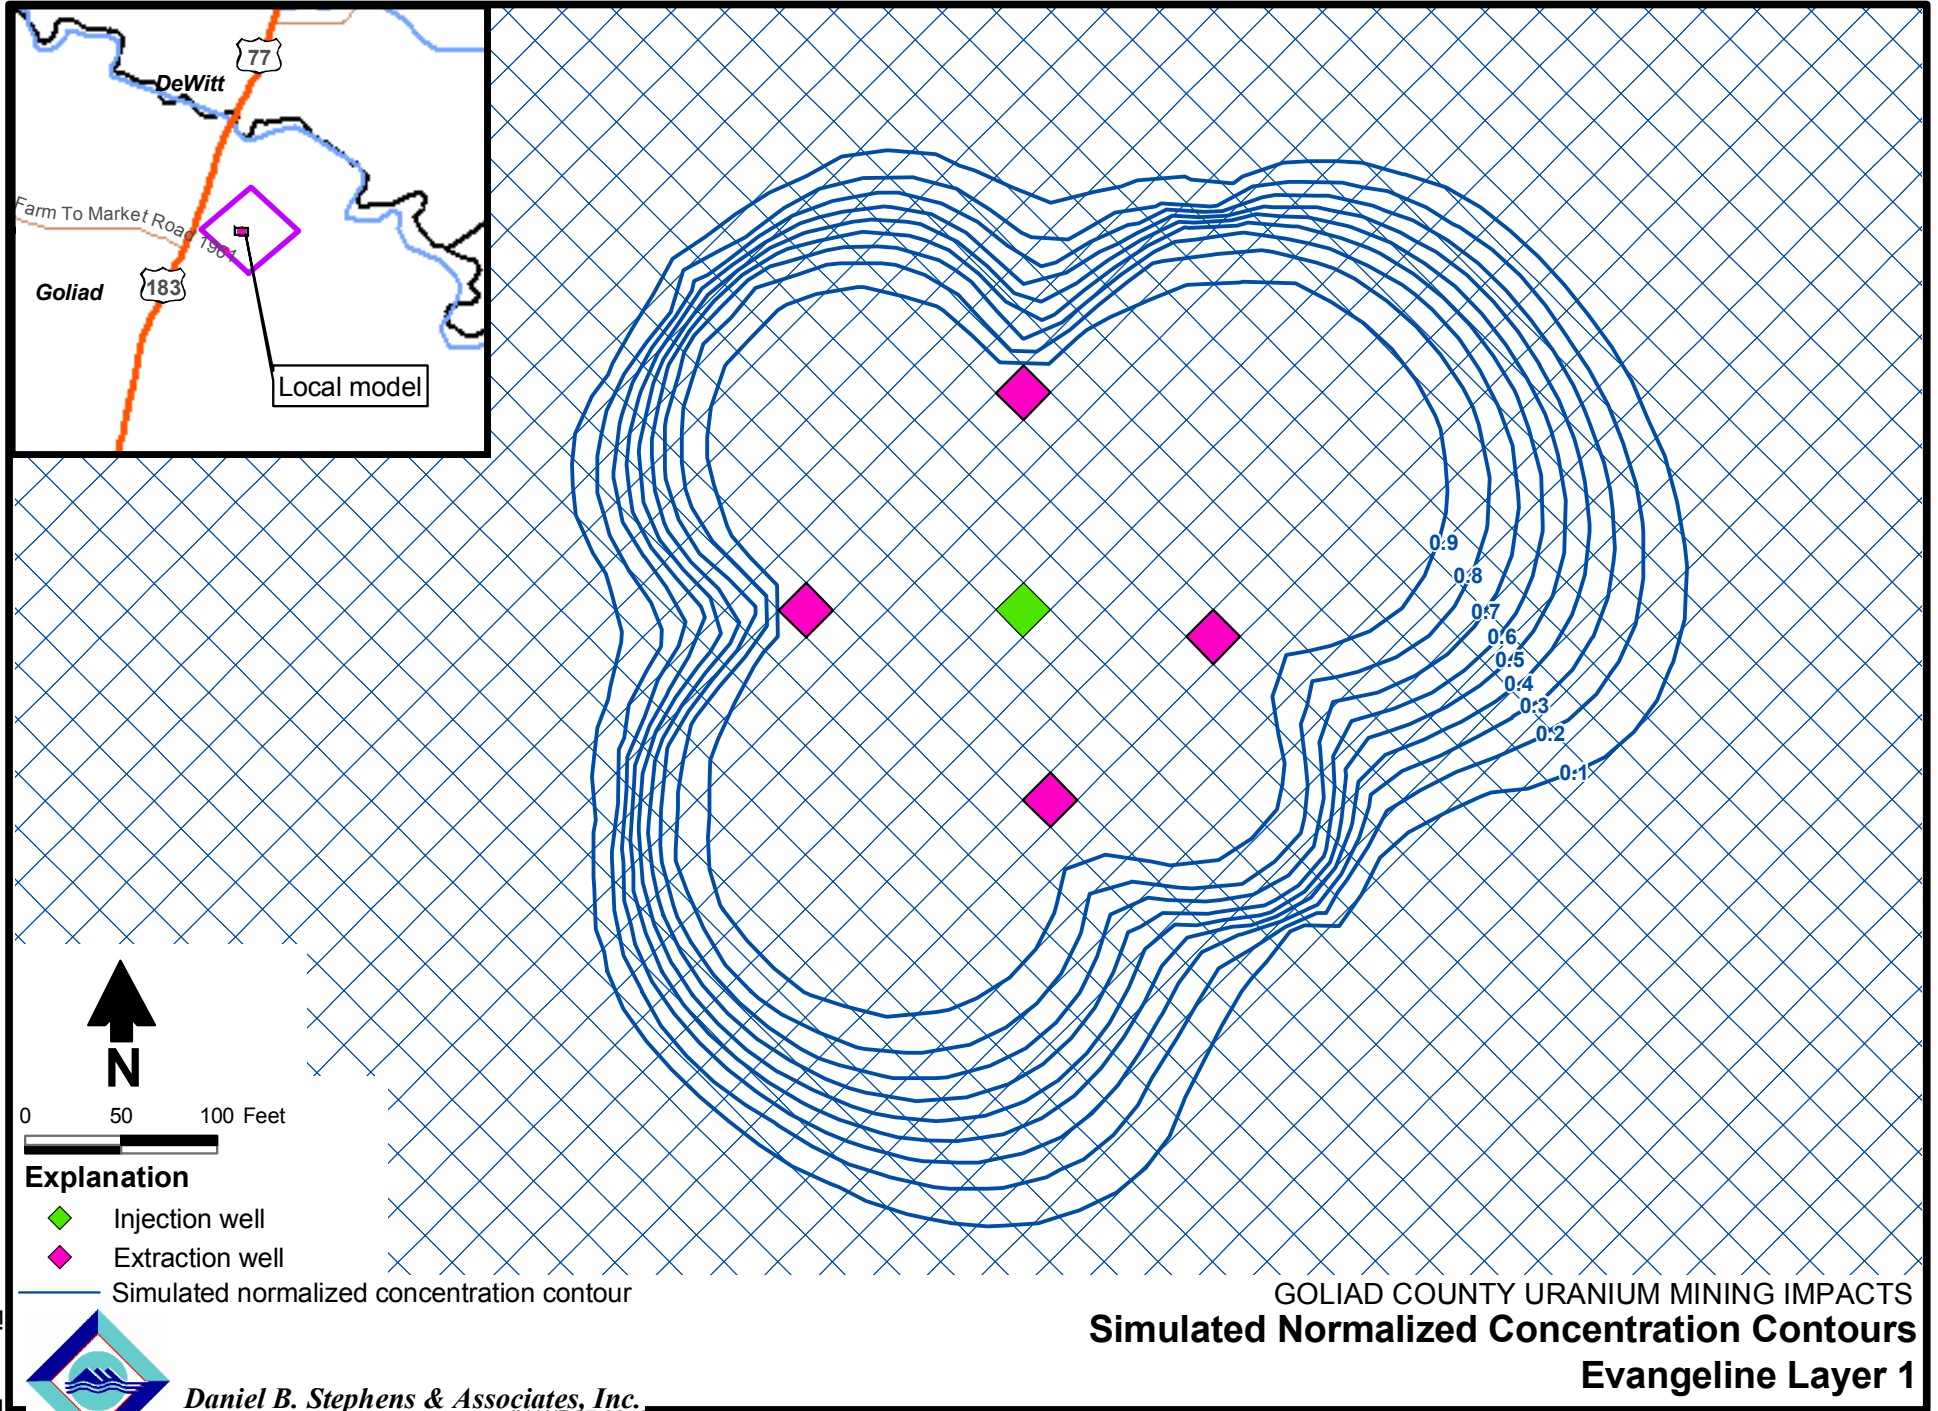 77
DeWitt
Farm To Market Road 1961
Goliad
183
Local model
0.9
0.8
0.7
0.6
0.5
0.4
0.3
0.2
0.1
N
0 50 100 Feet
Explanation
Injection well
Extraction well
Simulated normalized concentration contour
GOLIAD COUNTY URANIUM MINING IMPACTS
Simulated Normalized Concentration Contours
Evangeline Layer 1
Daniel B. Stephens & Associates, Inc.